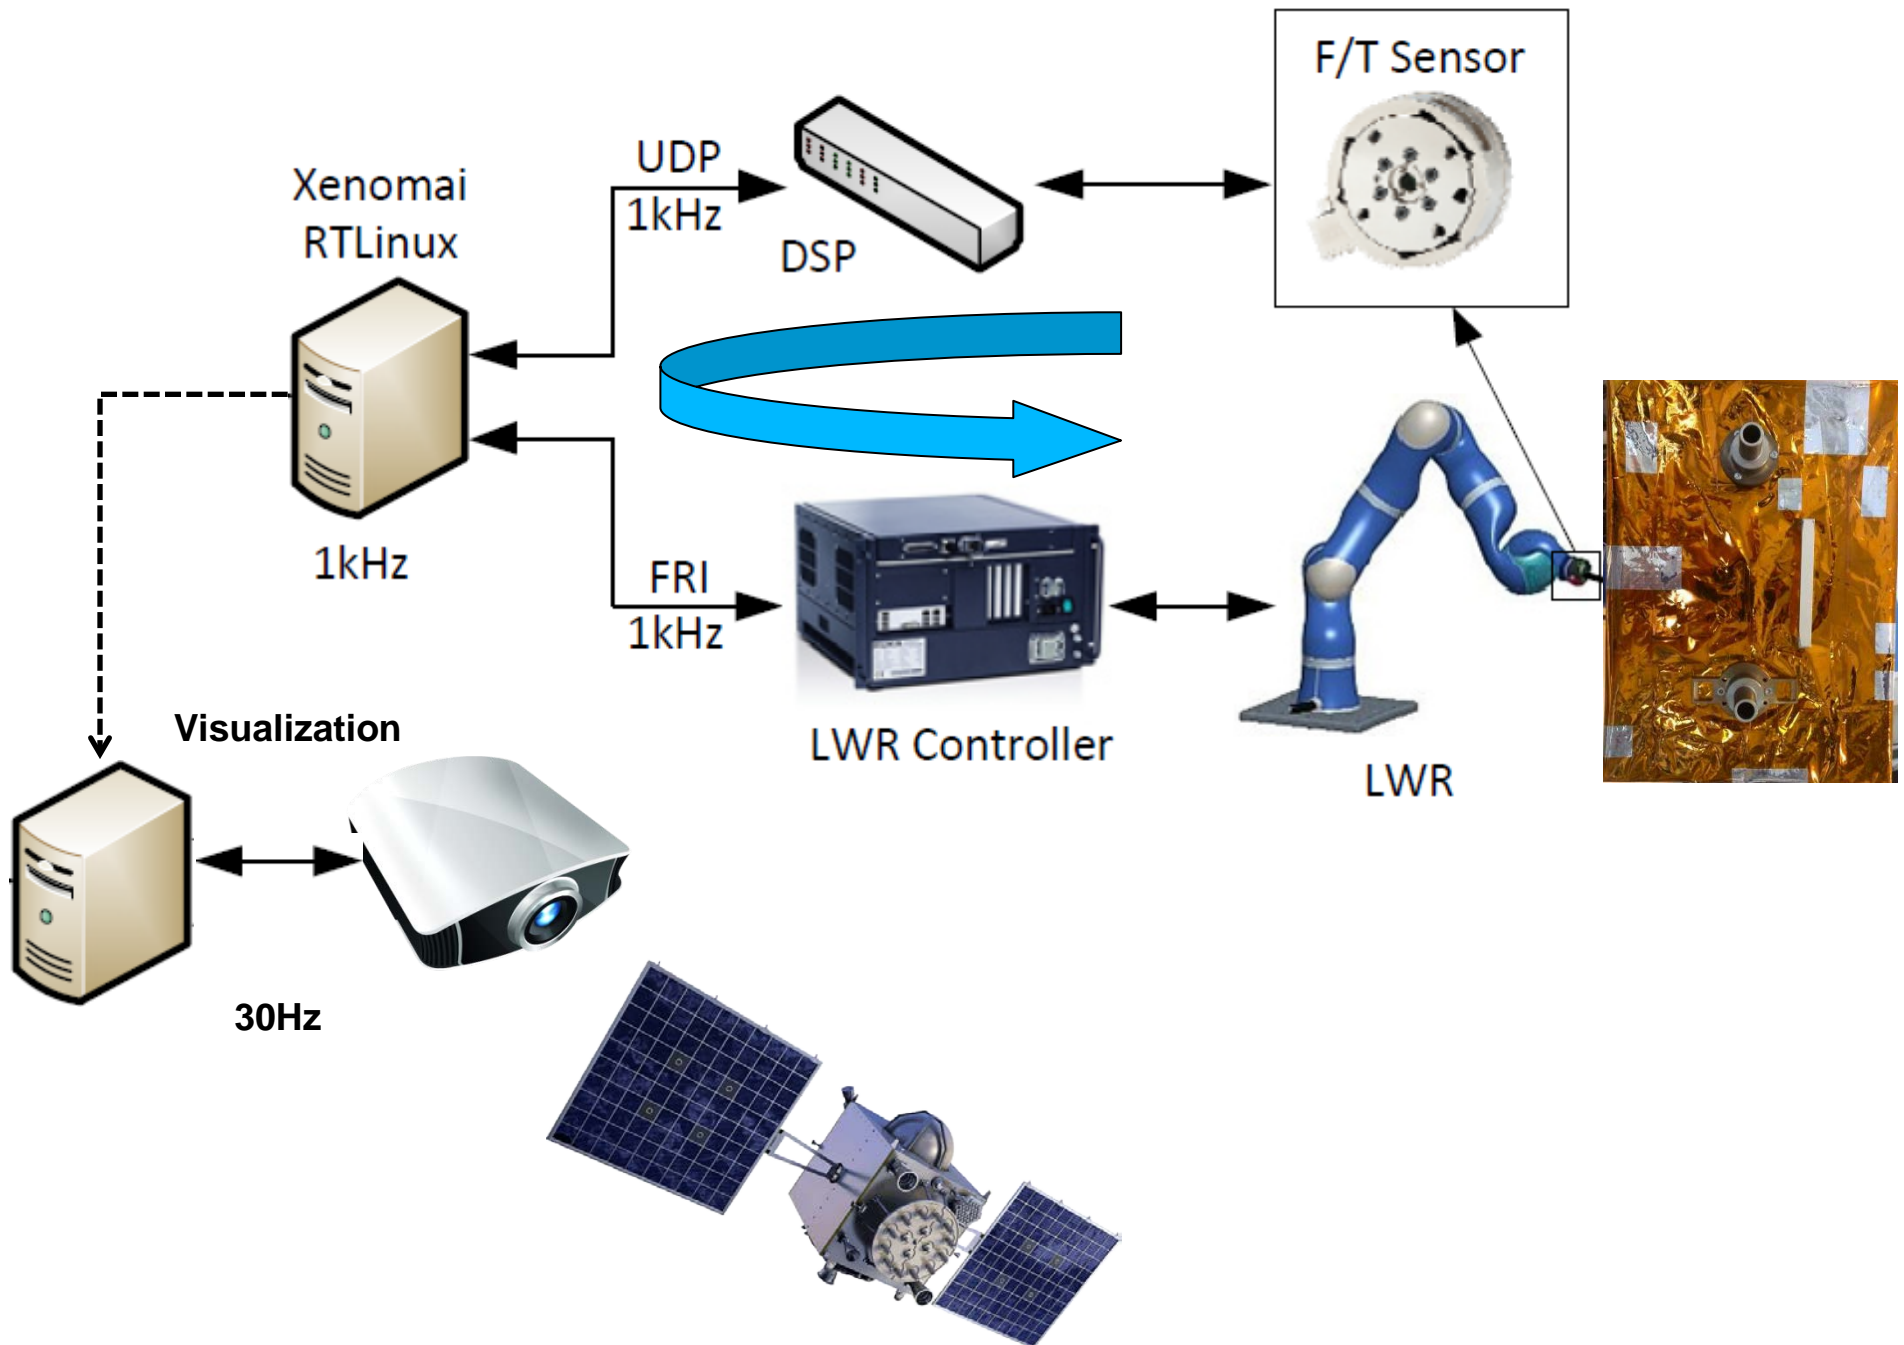 F/T Sensor
UDP
1kHz
DSP
Xenomai
RTLinux
1kHz
FRI
1kHz
LWR Controller
LWR
Visualization
30Hz